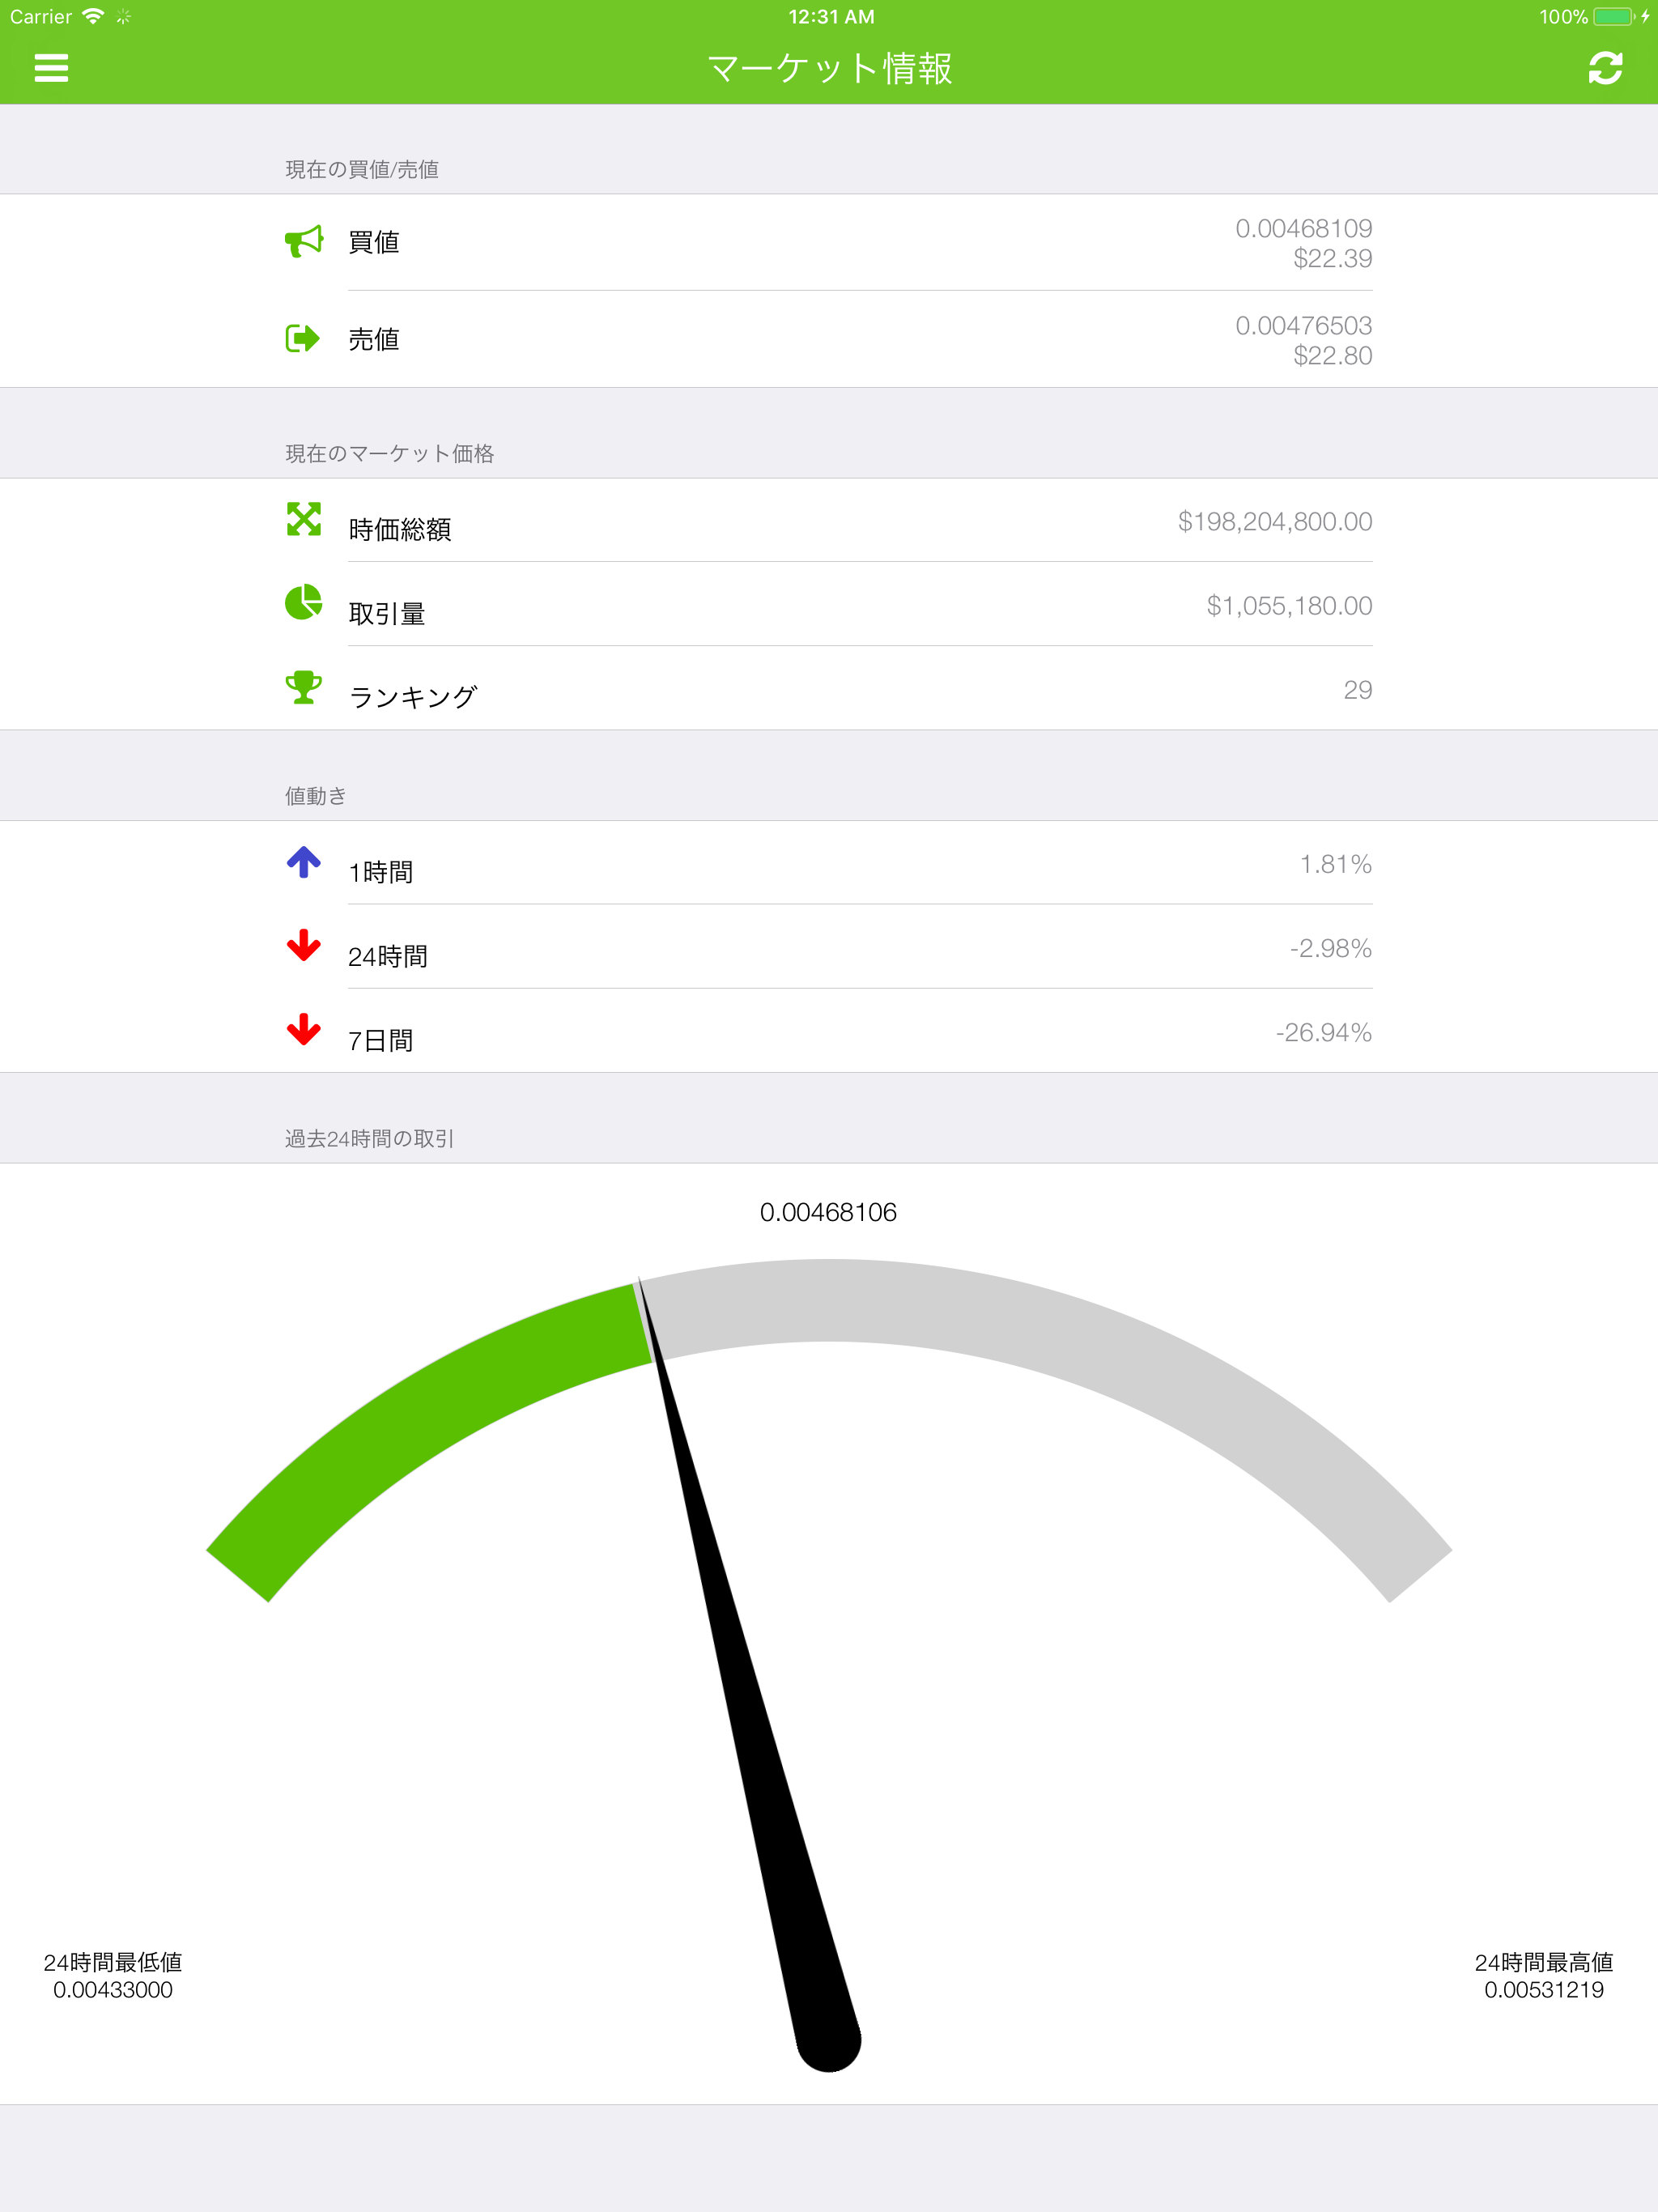 Carrier 12:31 AM 100%
マーケット情報
現在の買値/売値
買値 0.00468109
$22.39
売値 0.00476503
$22.80
現在のマーケット価格
時価総額 $198,204,800.00
取引量 $1,055,180.00
ランキング 29
値動き
1時間 1.81%
24時間 -2.98%
7日間 -26.94%
過去24時間の取引
0.00468106
24時間最低値
0.00433000
24時間最高値
0.00531219